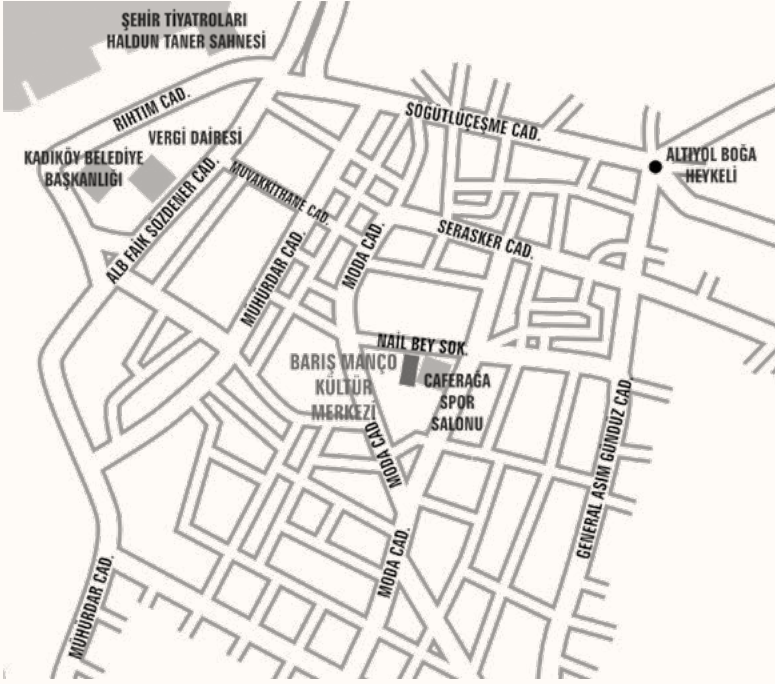 ŞEHİR TİYATROLARI
HALDUN TANER SAHNESİ
RIHTIM CAD.
SÖĞÜTLÜÇEŞME CAD.
VERGİ DAİRESİ
KADIKÖY BELEDİYE
BAŞKANLIĞI
ALTIYOL BOĞA
HEYKELİ
MUVAKKİTHANE CAD.
ALB FAİK SÖZDENER CAD.
SERASKER CAD.
MODA CAD.
MÜHÜRDAR CAD.
NAİL BEY SOK.
BARIŞ MANÇO
KÜLTÜR
MERKEZİ
CAFERAĞA
SPOR
SALONU
MODA CAD.
GENERAL ASIM GÜNDÜZ CAD.
MODA CAD.
MÜHÜRDAR CAD.